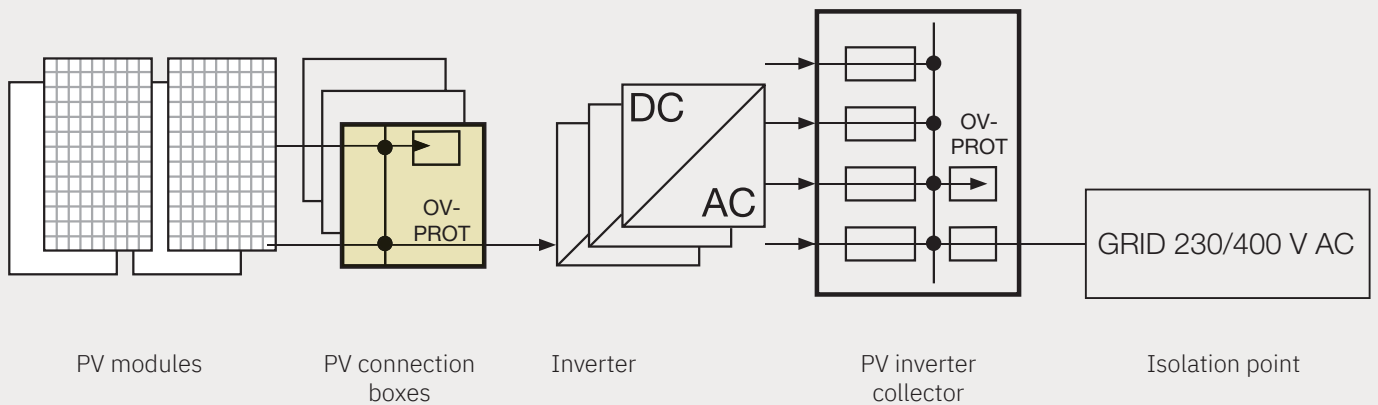 DC
AC
OV-
PROT
OV-
PROT
GRID 230/400 V AC
PV modules
PV connection
boxes
Inverter
PV inverter
collector
Isolation point